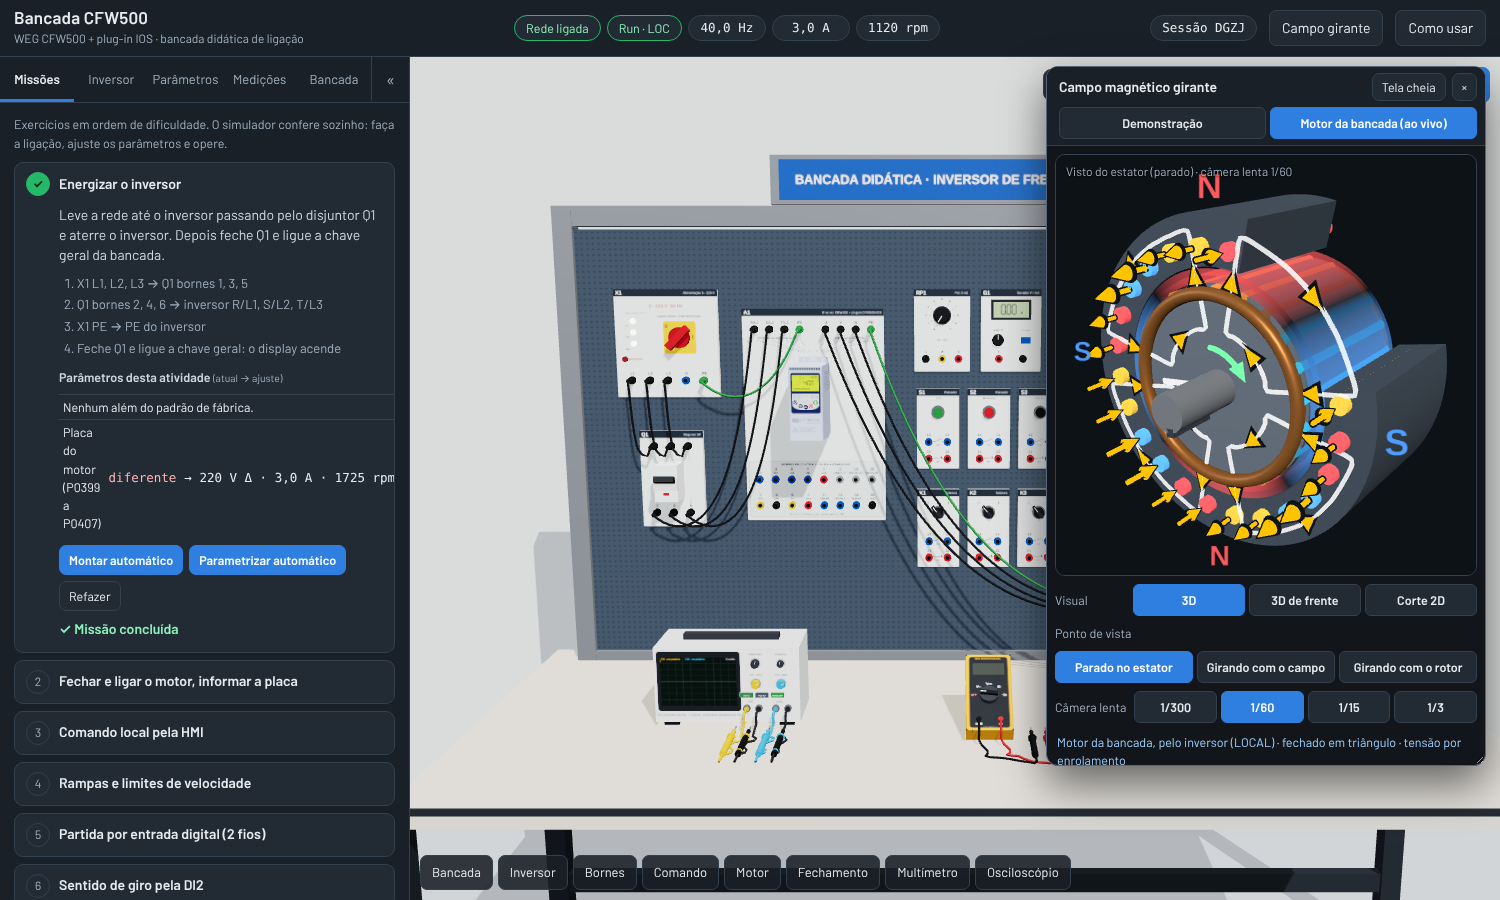 Bancada CFW500
WEG CFW500 + plug-in IOS · bancada didática de ligação
Rede ligada
Run · LOC
40,0 Hz
3,0 A
1120 rpm
Sessão DGZJ
Campo girante
Como usar
Missões
Inversor
Parâmetros
Medições
Bancada
«
Exercícios em ordem de dificuldade. O simulador confere sozinho: faça
a ligação, ajuste os parâmetros e opere.
Energizar o inversor
Leve a rede até o inversor passando pelo disjuntor Q1
e aterre o inversor. Depois feche Q1 e ligue a chave
geral da bancada.
1. X1 L1, L2, L3 → Q1 bornes 1, 3, 5
2. Q1 bornes 2, 4, 6 → inversor R/L1, S/L2, T/L3
3. X1 PE → PE do inversor
4. Feche Q1 e ligue a chave geral: o display acende
Parâmetros desta atividade (atual → ajuste)
Nenhum além do padrão de fábrica.
Placa
do
motor
(P0399
a
P0407)
diferente → 220 V Δ · 3,0 A · 1725 rpm
Montar automático
Parametrizar automático
Refazer
✓ Missão concluída
2 Fechar e ligar o motor, informar a placa
3 Comando local pela HMI
4 Rampas e limites de velocidade
5 Partida por entrada digital (2 fios)
6 Sentido de giro pela DI2
BANCADA DIDÁTICA · INVERSOR DE FRE
X1
A1
Q1
RP1
G1
S1
S2
S3
K1
K2
K3
Bancada
Inversor
Bornes
Comando
Motor
Fechamento
Multímetro
Osciloscópio
Campo magnético girante
Tela cheia
×
Demonstração
Motor da bancada (ao vivo)
Visto do estator (parado) · câmera lenta 1/60
N
S
S
N
Visual
3D
3D de frente
Corte 2D
Ponto de vista
Parado no estator
Girando com o campo
Girando com o rotor
Câmera lenta
1/300
1/60
1/15
1/3
Motor da bancada, pelo inversor (LOCAL) · fechado em triângulo · tensão por
enrolamento